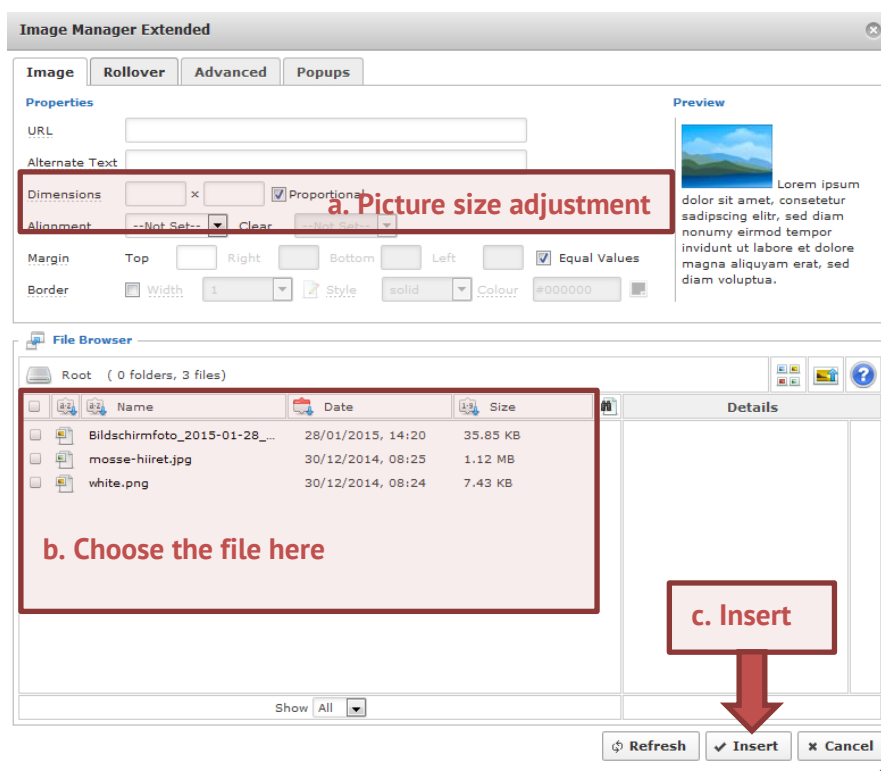 Image Manager Extended
Image Rollover Advanced Popups
Properties
URL
Alternate Text
Dimensions × Proportional
a. Picture size adjustment
Alignment --Not Set-- Clear --Not Set--
Margin Top Right Bottom Left Equal Values
Border Width 1 Style solid Colour #000000
Preview
Lorem ipsum
dolor sit amet, consetetur
sadipscing elitr, sed diam
nonumy eirmod tempor
invidunt ut labore et dolore
magna aliquyam erat, sed
diam voluptua.
File Browser
Root ( 0 folders, 3 files)
Name Date Size Details
Bildschirmfoto_2015-01-28_... 28/01/2015, 14:20 35.85 KB
mosse-hiiret.jpg 30/12/2014, 08:25 1.12 MB
white.png 30/12/2014, 08:24 7.43 KB
b. Choose the file here
c. Insert
Show All
Refresh Insert Cancel